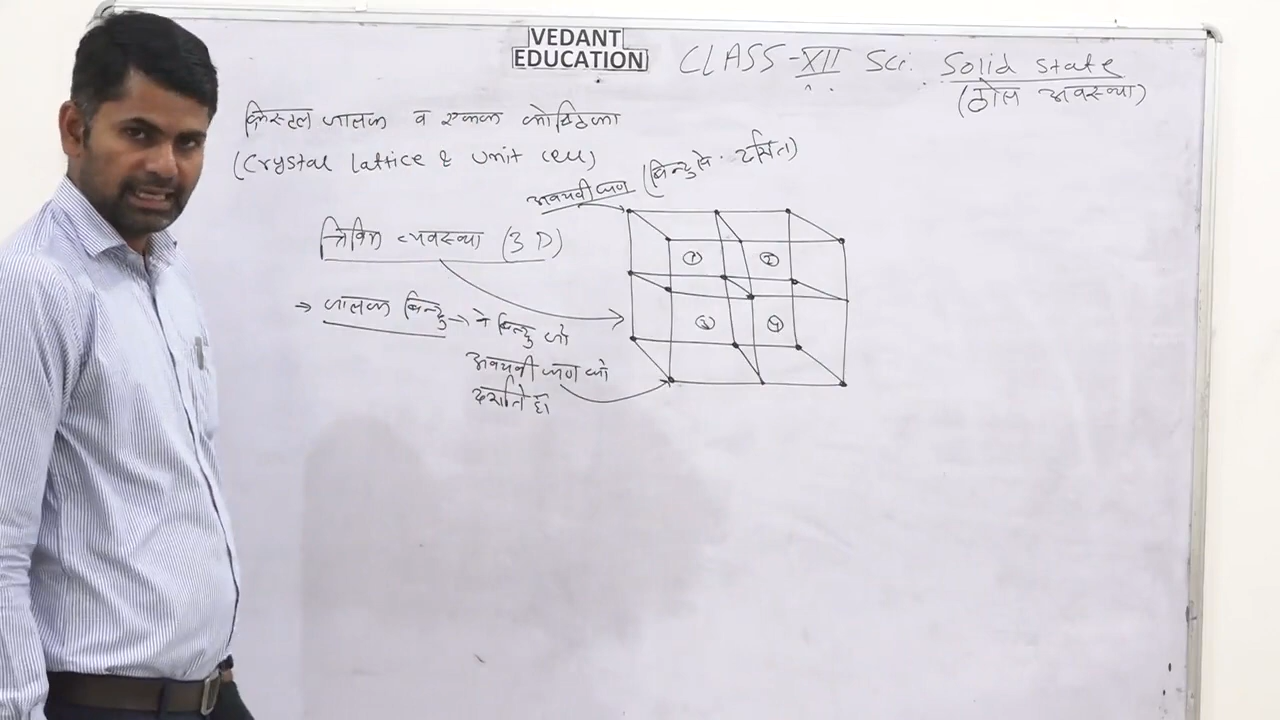 VEDANT
EDUCATION
CLASS-XII Sci. Solid state
(ठोस अवस्था)
क्रिस्टल जालक व एकक कोष्ठिका
(Crystal lattice & Unit cell)
अवयवी कण (बिन्दु से दर्शित)
त्रिविम व्यवस्था (3D)
→ जालक बिन्दु → वे बिन्दु जो
अवयवी कण को
दर्शाते हो
1 2
3 4